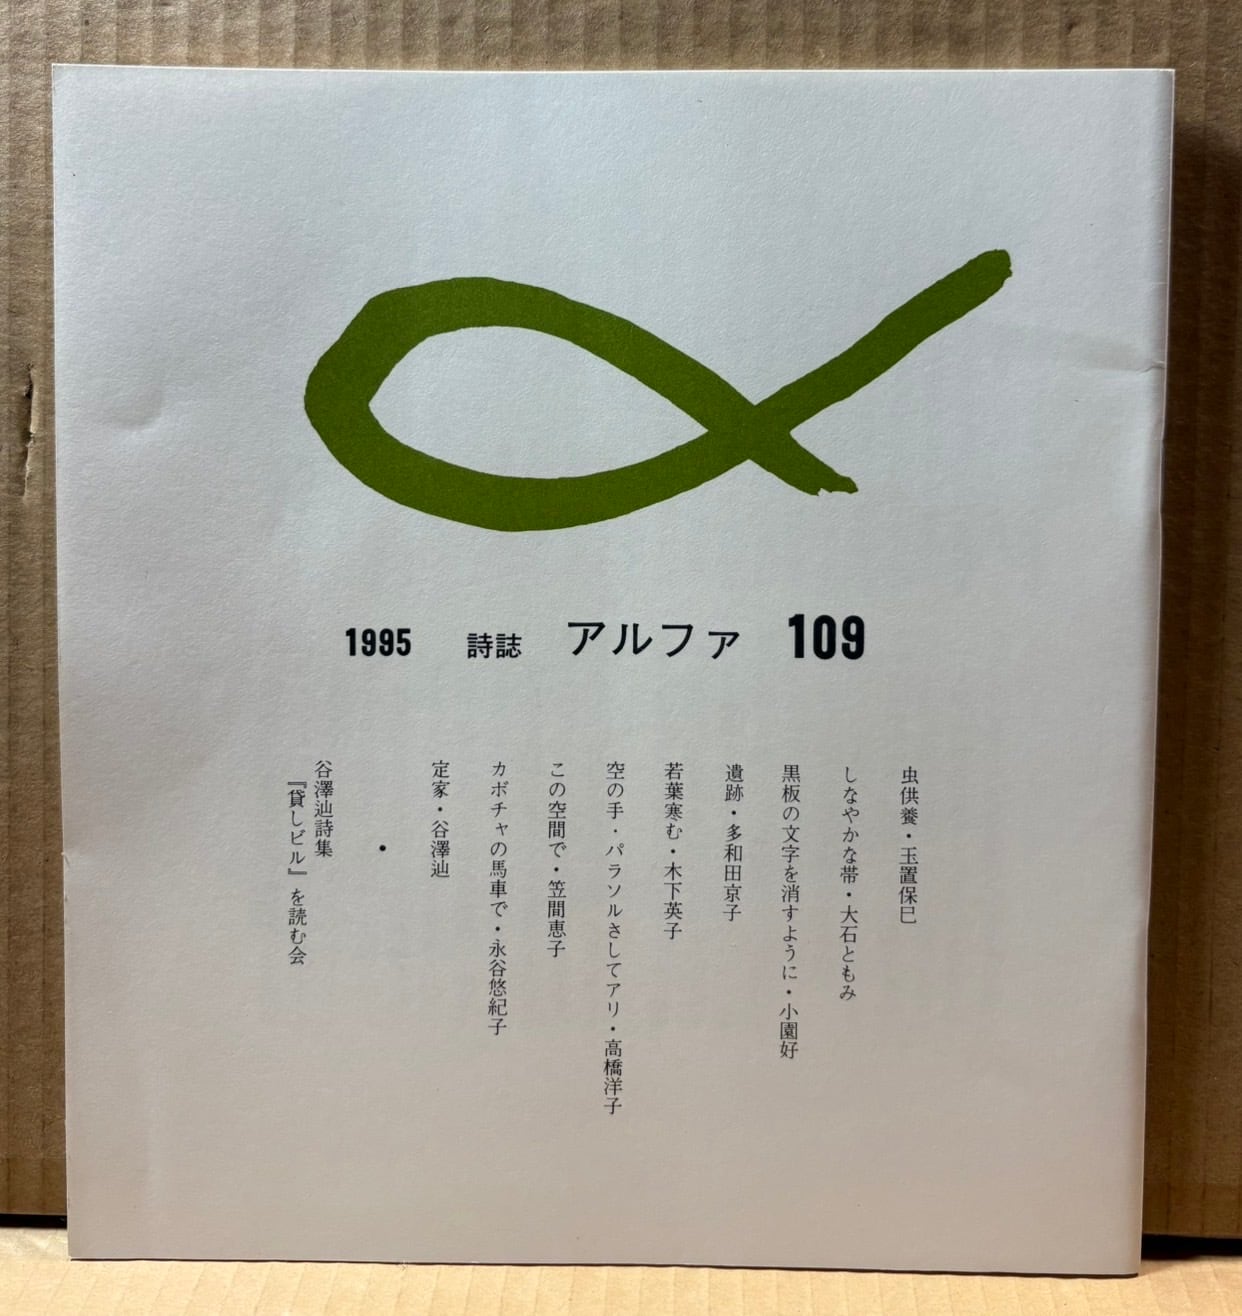 1995 詩誌 アルファ 109
虫供養・玉置保巳
しなやかな帯・大石ともみ
黒板の文字を消すように・小園好
遺跡・多和田京子
若葉寒む・木下英子
空の手・パラソルさしてアリ・高橋洋子
この空間で・笠間恵子
カボチャの馬車で・永谷悠紀子
定家・谷澤辿
・
谷澤辿詩集
『貸しビル』を読む会